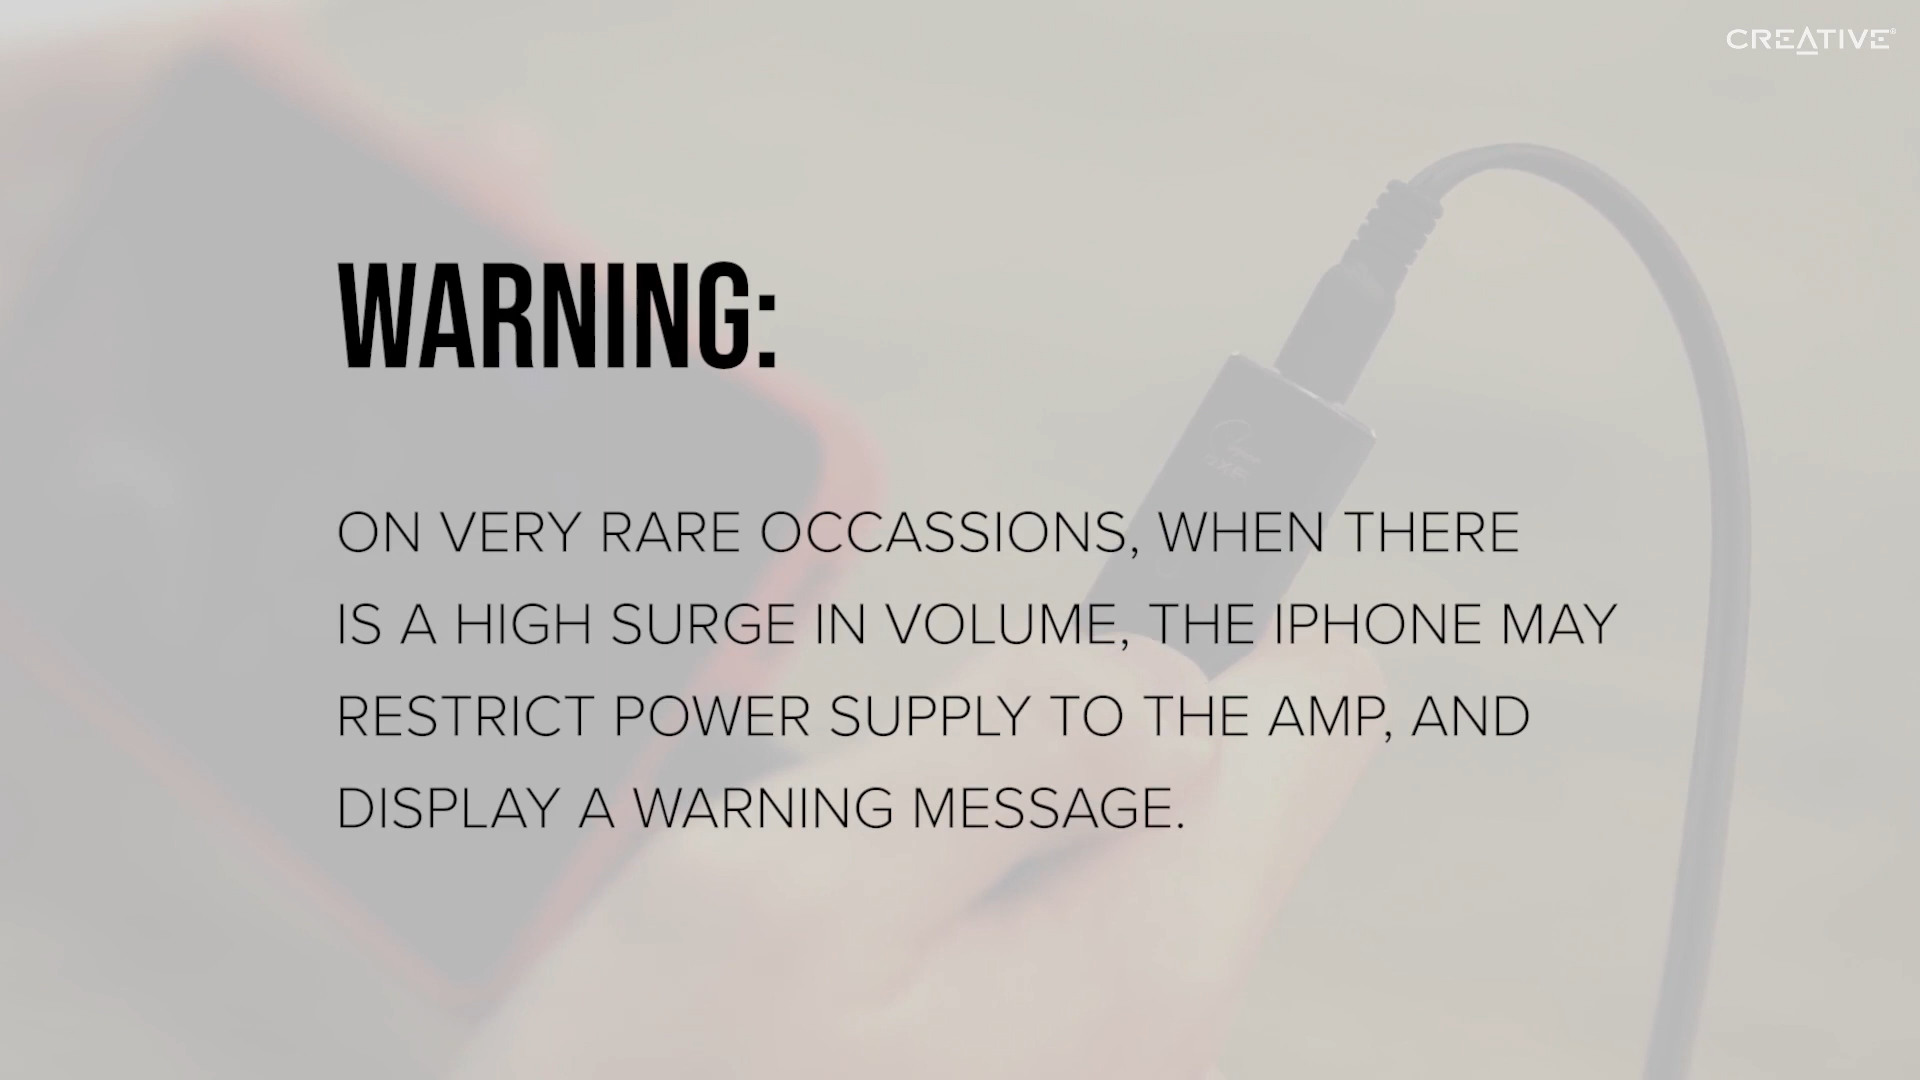 CREATIVE®
WARNING:
ON VERY RARE OCCASSIONS, WHEN THERE
IS A HIGH SURGE IN VOLUME, THE IPHONE MAY
RESTRICT POWER SUPPLY TO THE AMP, AND
DISPLAY A WARNING MESSAGE.